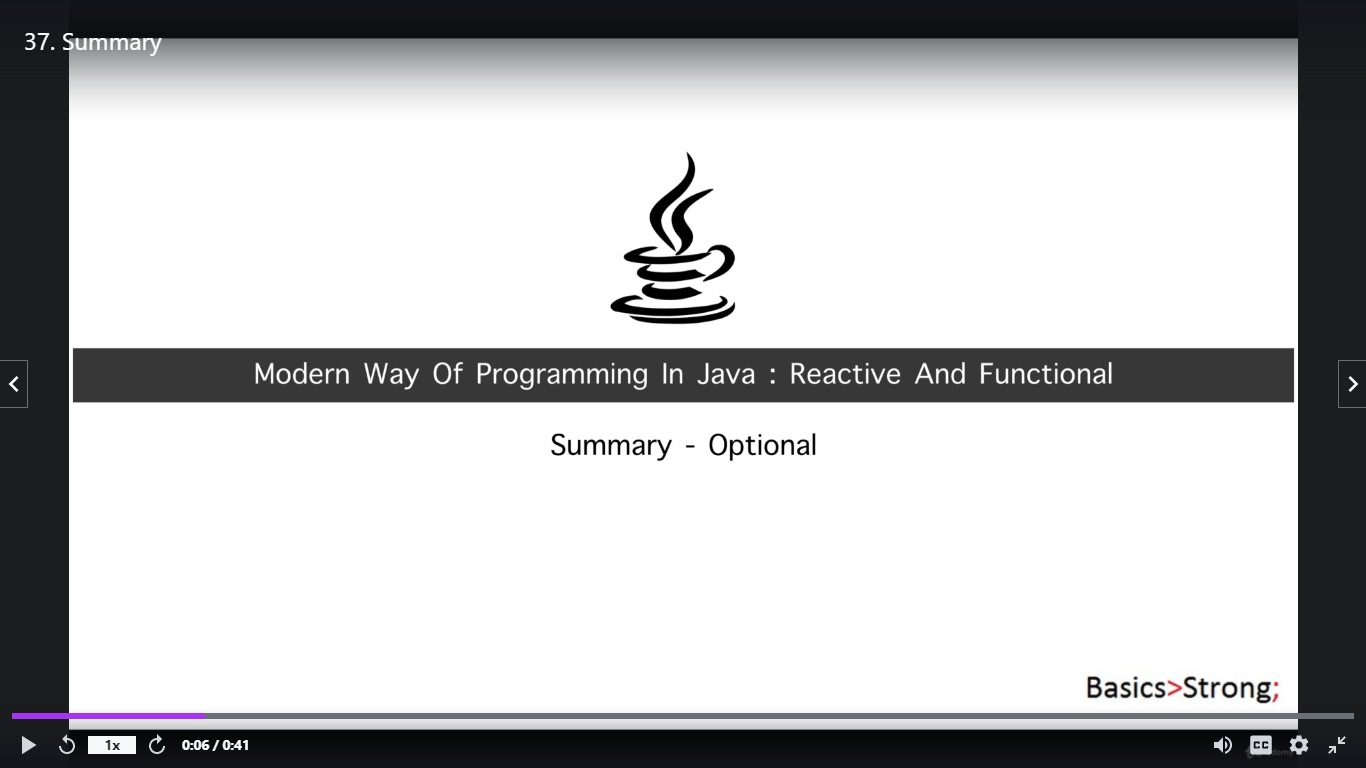 37. Summary
Modern Way Of Programming In Java : Reactive And Functional
Summary - Optional
Basics>Strong;
1x
0:06 / 0:41
CC